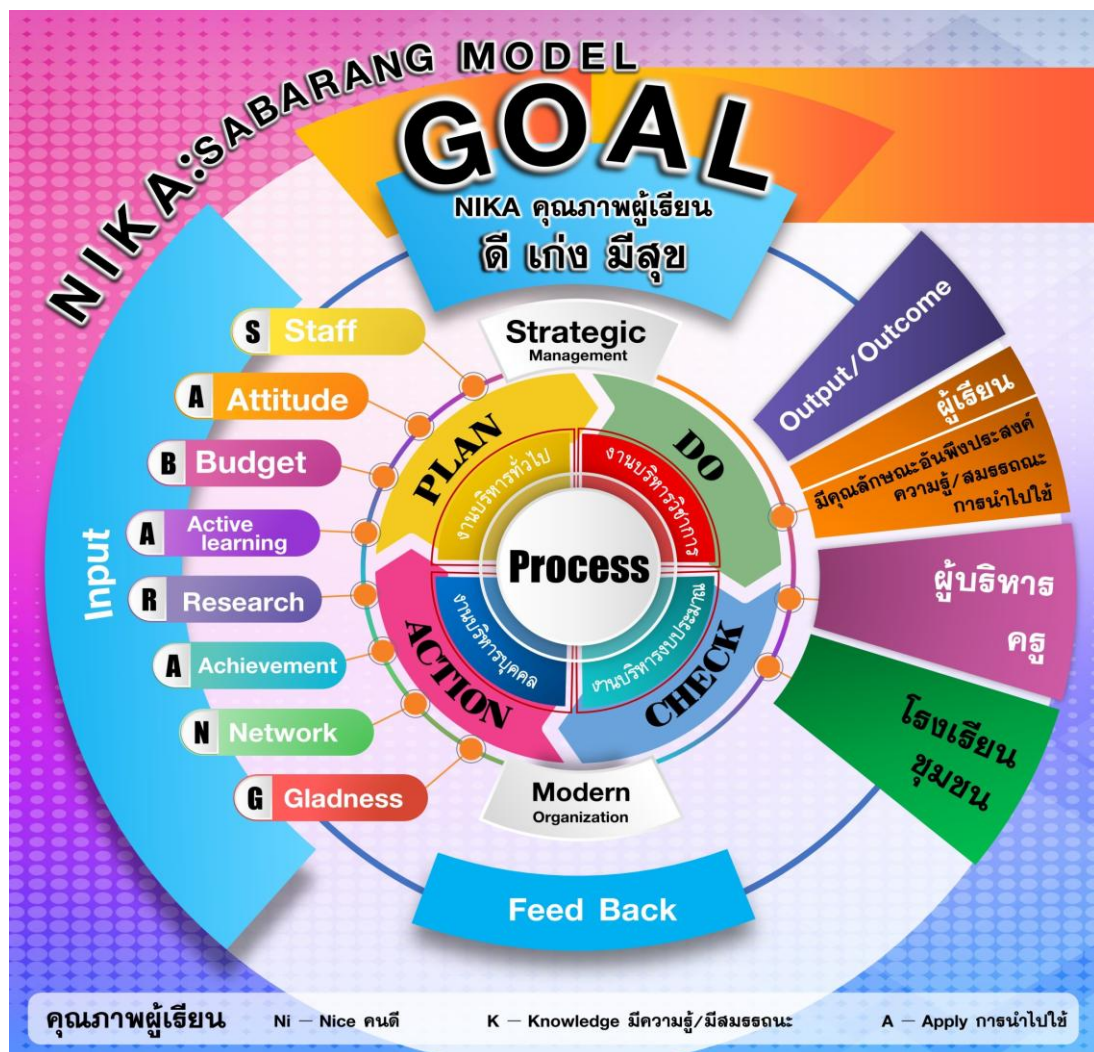 NIKA:SABARANG MODEL
GOAL
NIKA คุณภาพผู้เรียน
ดี เก่ง มีสุข
Input
S Staff
A Attitude
B Budget
A Active
learning
R Research
A Achievement
N Network
G Gladness
Strategic
Management
PLAN
DO
CHECK
ACTION
งานบริหารทั่วไป
งานบริหารวิชาการ
งานบริหารงบประมาณ
งานบริหารบุคคล
Process
Modern
Organization
Output/Outcome
ผู้เรียน
มีคุณลักษณะอันพึงประสงค์
ความรู้/สมรรถณะ
การนำไปใช้
ผู้บริหาร
ครู
โรงเรียน
ชุมชน
Feed Back
คุณภาพผู้เรียน Ni – Nice คนดี K – Knowledge มีความรู้/มีสมรรถนะ A – Apply การนำไปใช้